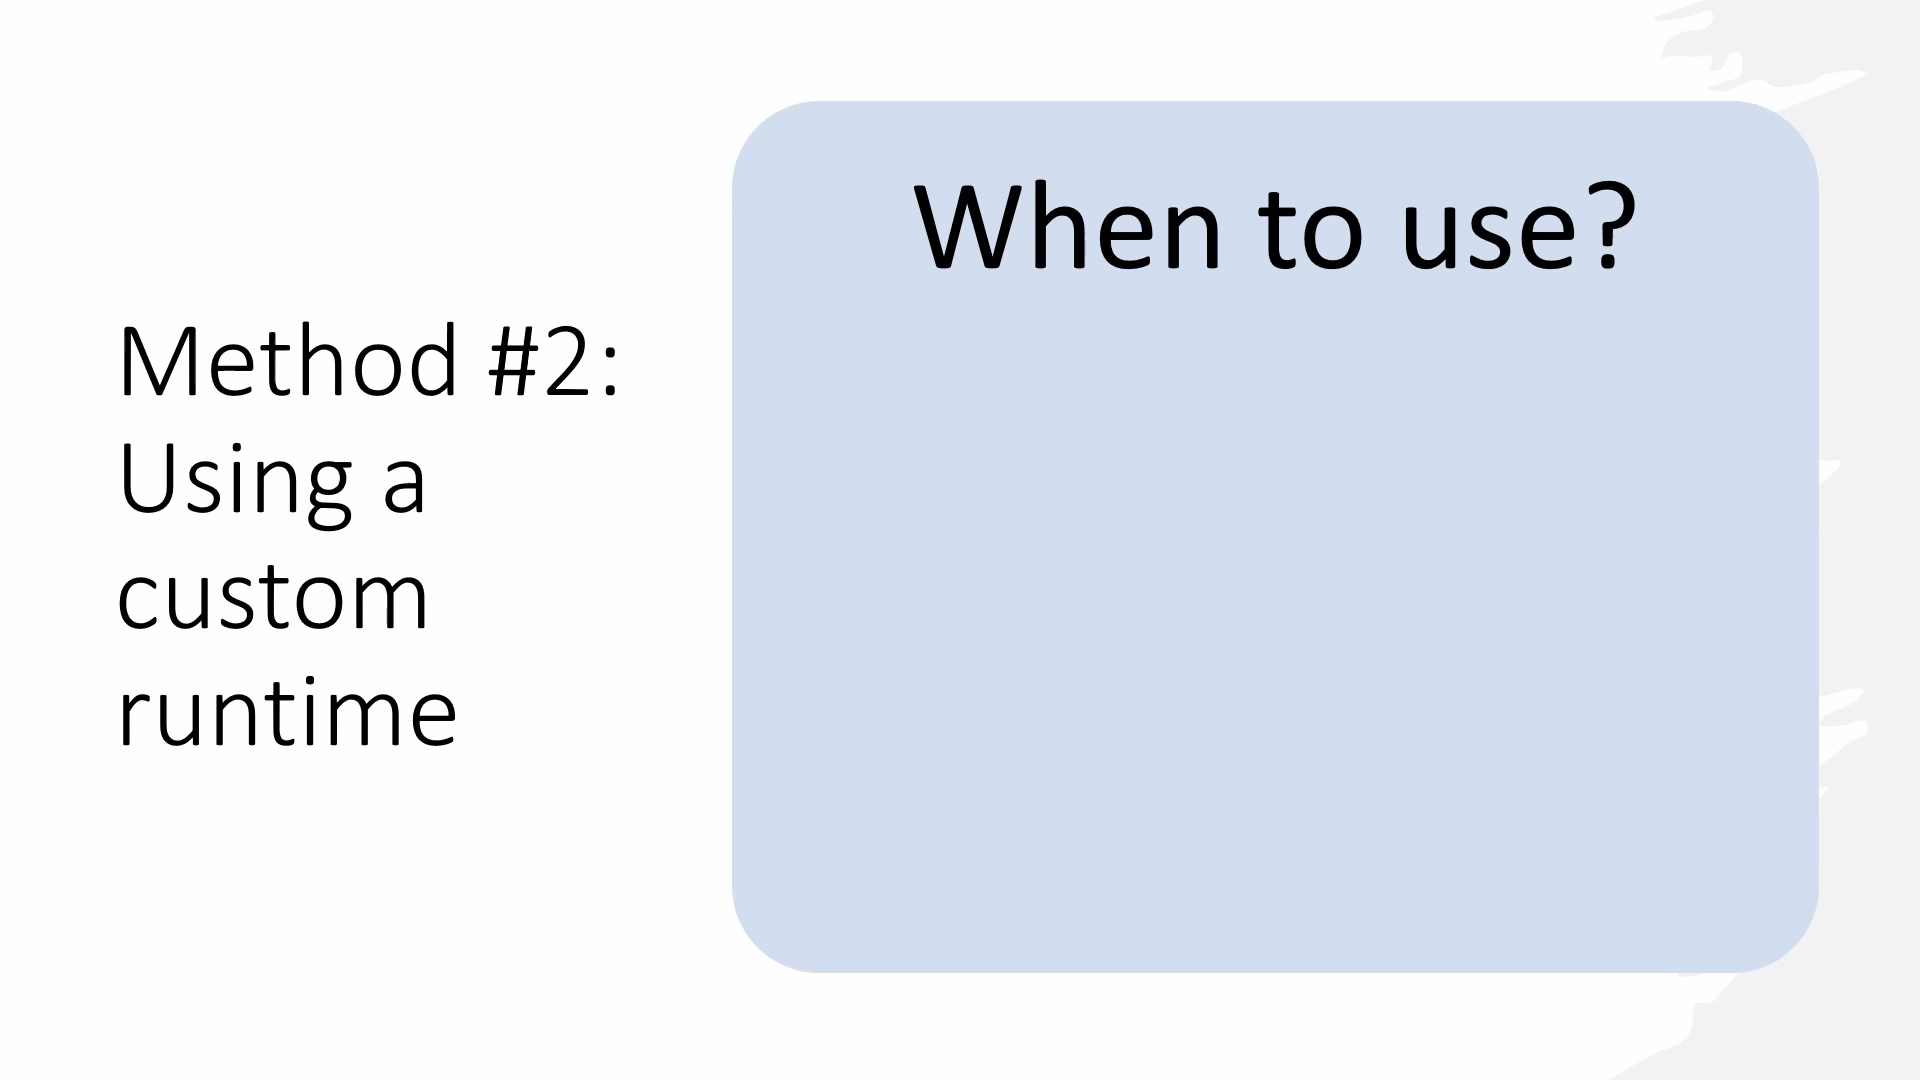 Method #2:
Using a
custom
runtime
When to use?